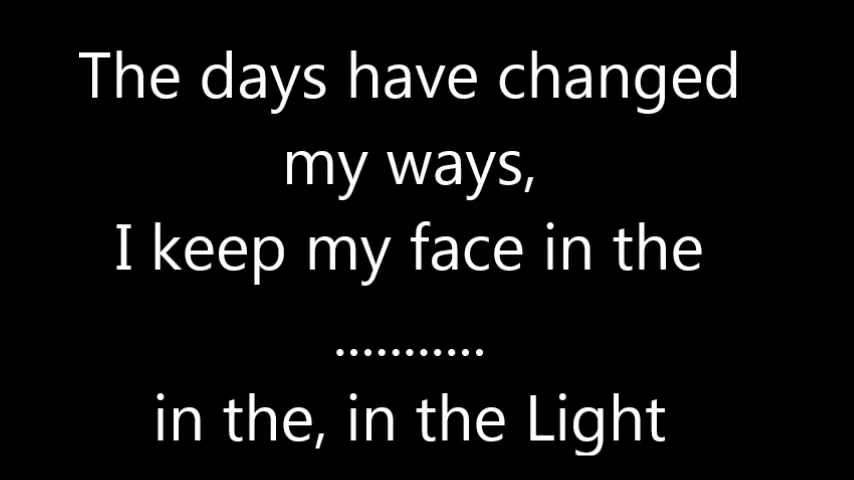 The days have changed
my ways,
I keep my face in the
...........
in the, in the Light